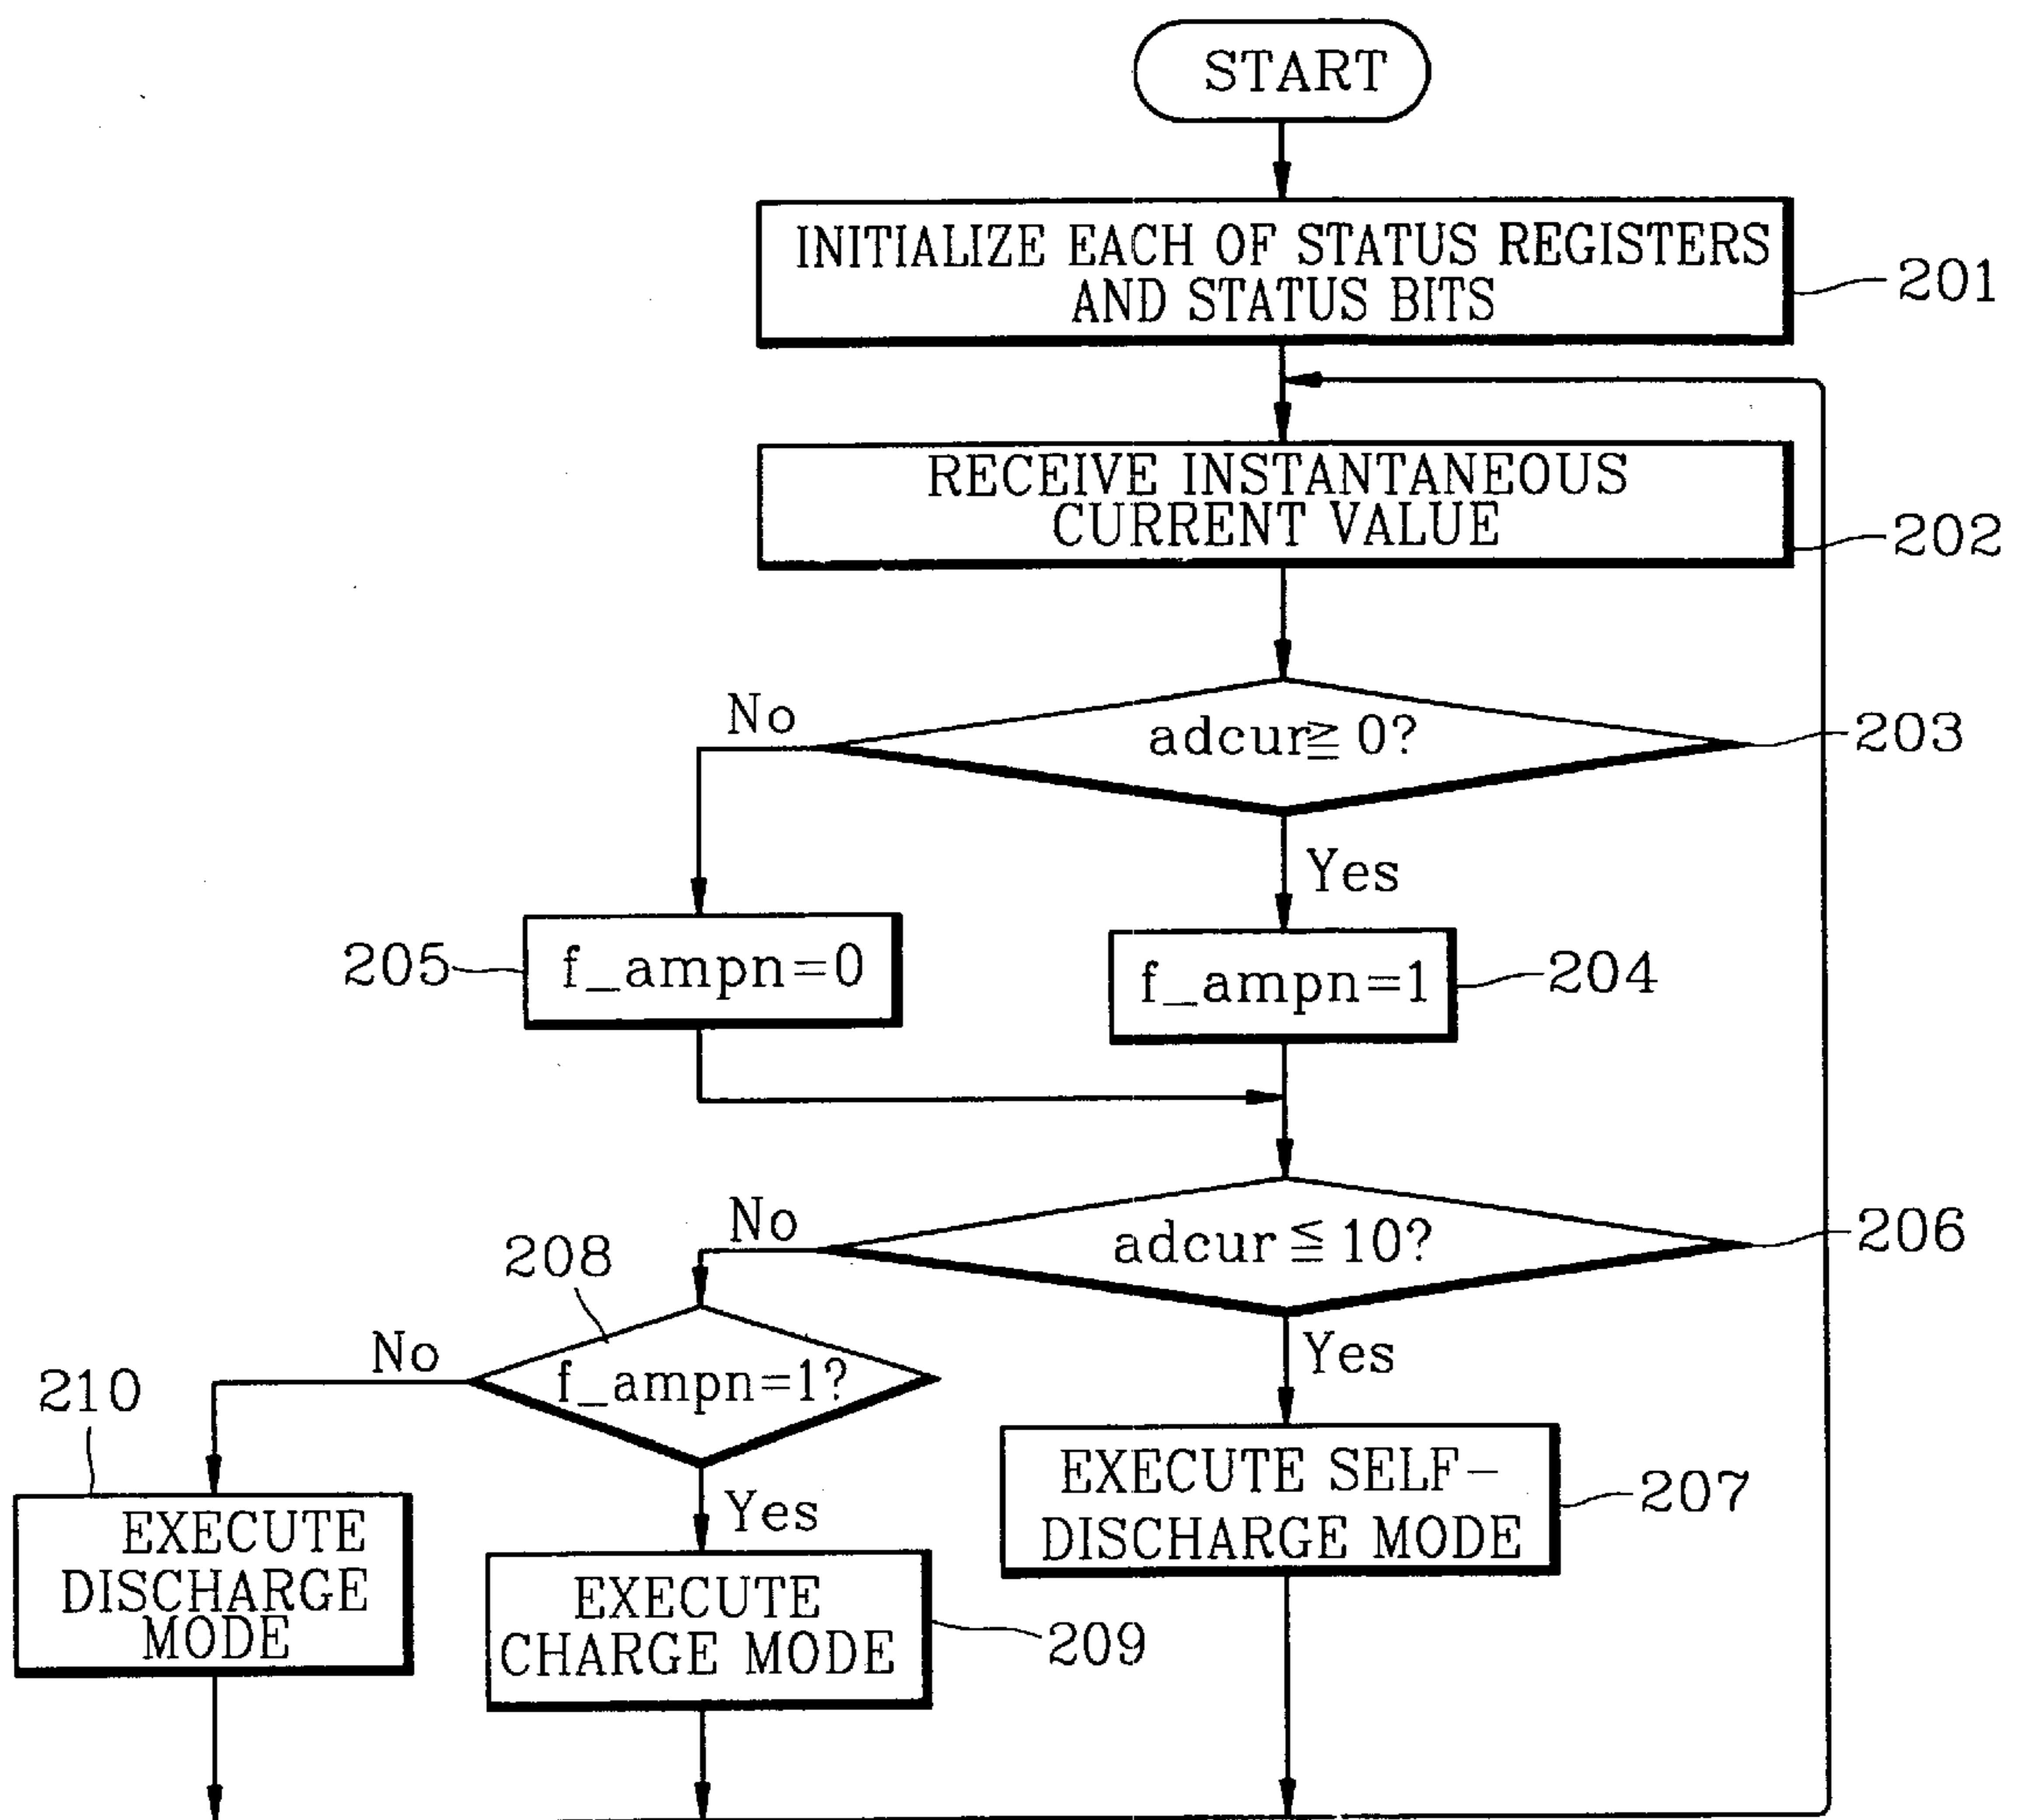 START
INITIALIZE EACH OF STATUS REGISTERS
AND STATUS BITS
201
RECEIVE INSTANTANEOUS
CURRENT VALUE
202
No
adcur≧ 0?
203
Yes
205
f_ampn=0
f_ampn=1
204
No
adcur ≦ 10?
206
208
No
f_ampn=1?
Yes
210
EXECUTE SELF-
DISCHARGE MODE
207
Yes
EXECUTE
DISCHARGE
MODE
EXECUTE
CHARGE MODE
209